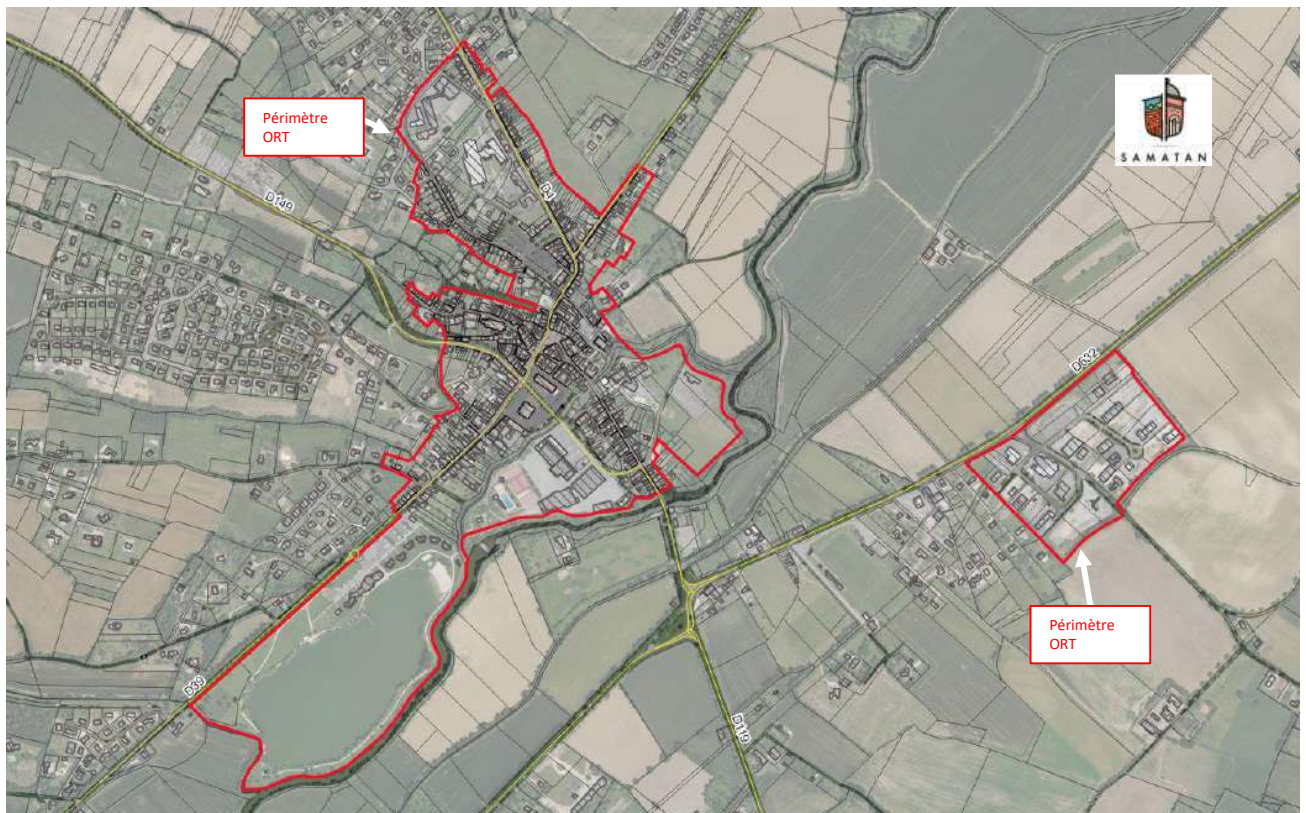 Périmètre
ORT
SAMATAN
D149
D4
D632
Périmètre
ORT
D39
D119